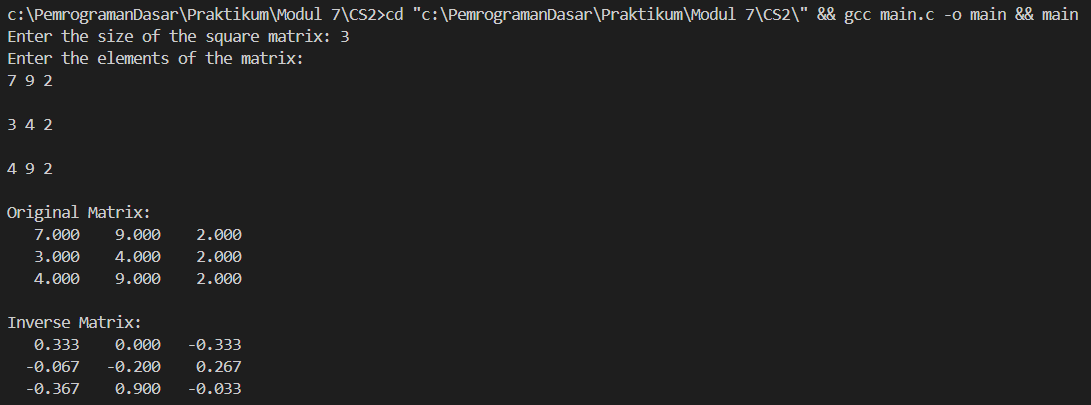 c:\PemrogramanDasar\Praktikum\Modul 7\CS2>cd "c:\PemrogramanDasar\Praktikum\Modul 7\CS2\" && gcc main.c -o main && main
Enter the size of the square matrix: 3
Enter the elements of the matrix:
7 9 2
3 4 2
4 9 2
Original Matrix:
7.000 9.000 2.000
3.000 4.000 2.000
4.000 9.000 2.000
Inverse Matrix:
0.333 0.000 -0.333
-0.067 -0.200 0.267
-0.367 0.900 -0.033